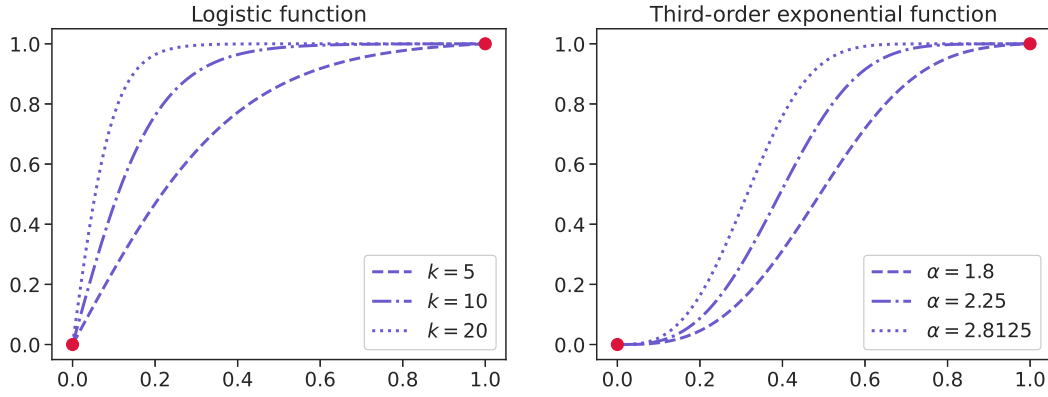 Logistic function
1.0
0.8
0.6
0.4
0.2
0.0
0.0 0.2 0.4 0.6 0.8 1.0
k = 5
k = 10
k = 20
Third-order exponential function
1.0
0.8
0.6
0.4
0.2
0.0
0.0 0.2 0.4 0.6 0.8 1.0
α = 1.8
α = 2.25
α = 2.8125